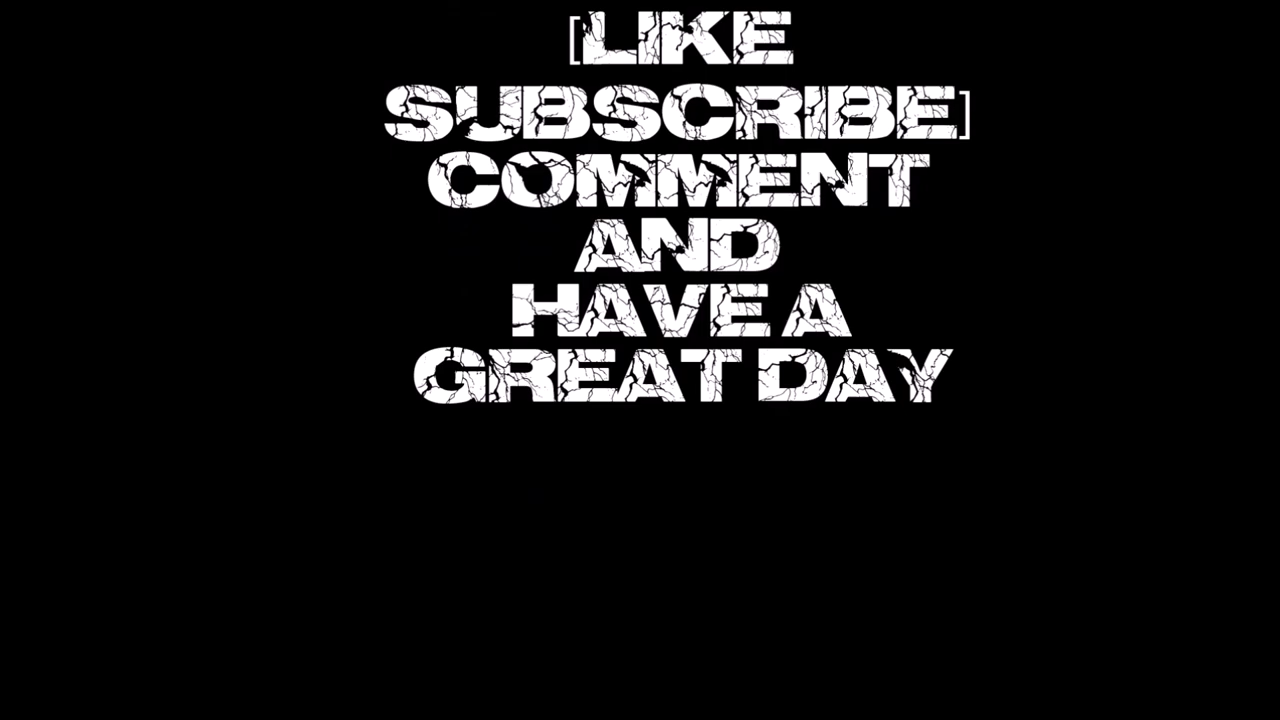 [LIKE
SUBSCRIBE]
COMMENT
AND
HAVE A
GREAT DAY